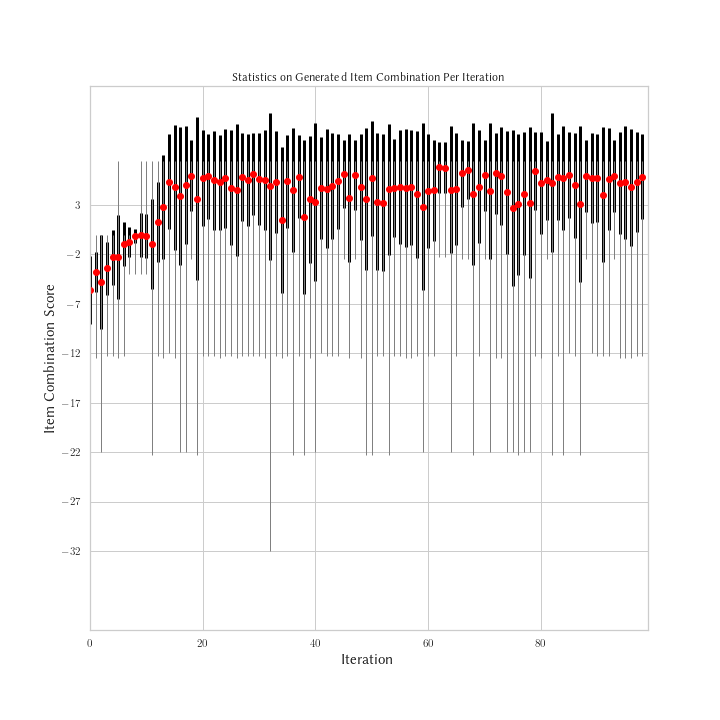 Statistics on Generated Item Combination Per Iteration
3
−2
−7
−12
−17
−22
−27
−32
Item Combination Score
0 20 40 60 80
Iteration